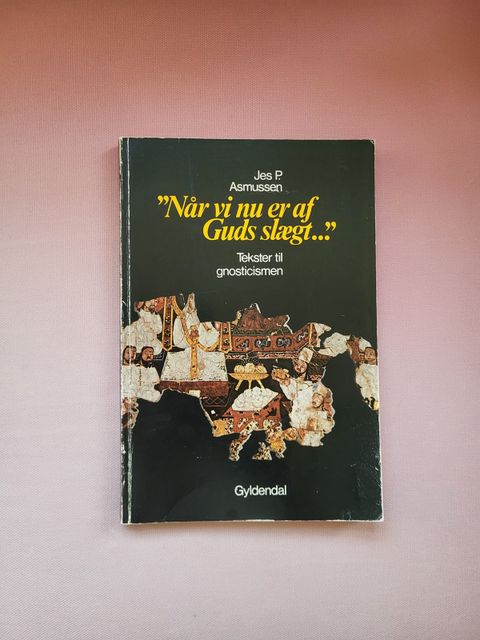 Jes P.
Asmussen
”Når vi nu er af
Guds slægt...”
Tekster til
gnosticismen
Gyldendal